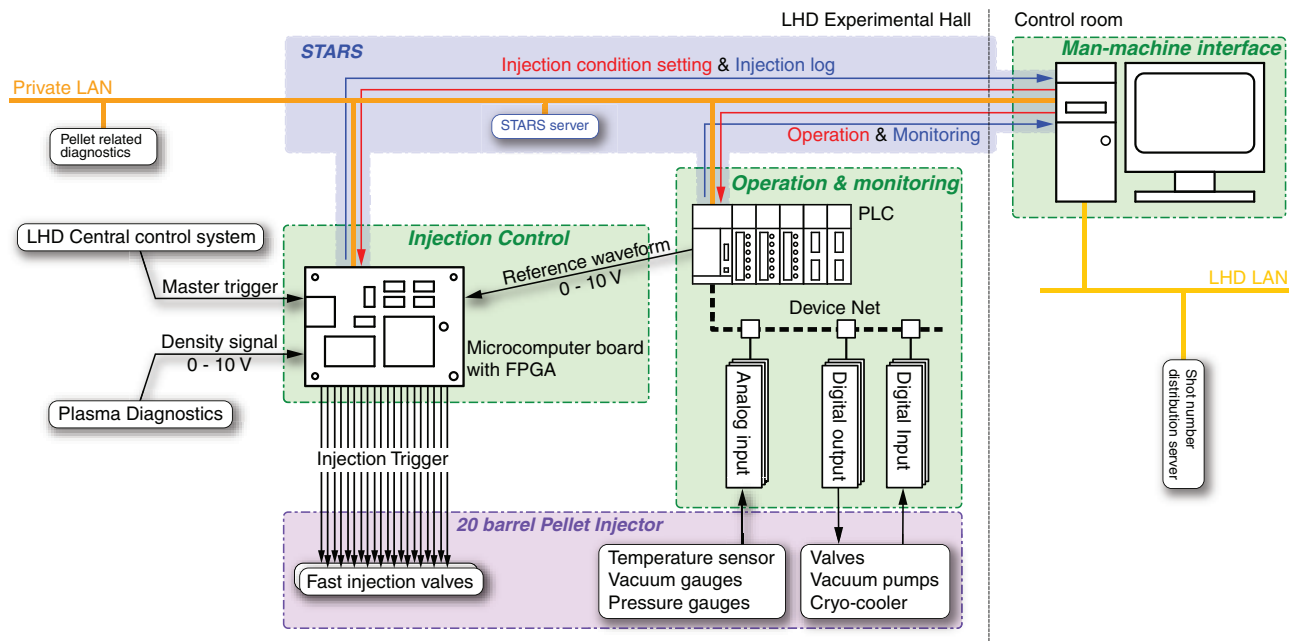 LHD Experimental Hall
Control room
STARS
Man-machine interface
Injection condition setting & Injection log
Private LAN
STARS server
Pellet related
diagnostics
Operation & Monitoring
Operation & monitoring
PLC
LHD Central control system
Injection Control
Reference waveform
0 - 10 V
Master trigger
LHD LAN
Device Net
Density signal
0 - 10 V
Microcomputer board
with FPGA
Plasma Diagnostics
Analog input
Digital output
Digital Input
Shot number
distribution server
Injection Trigger
20 barrel Pellet Injector
Fast injection valves
Temperature sensor
Vacuum gauges
Pressure gauges
Valves
Vacuum pumps
Cryo-cooler